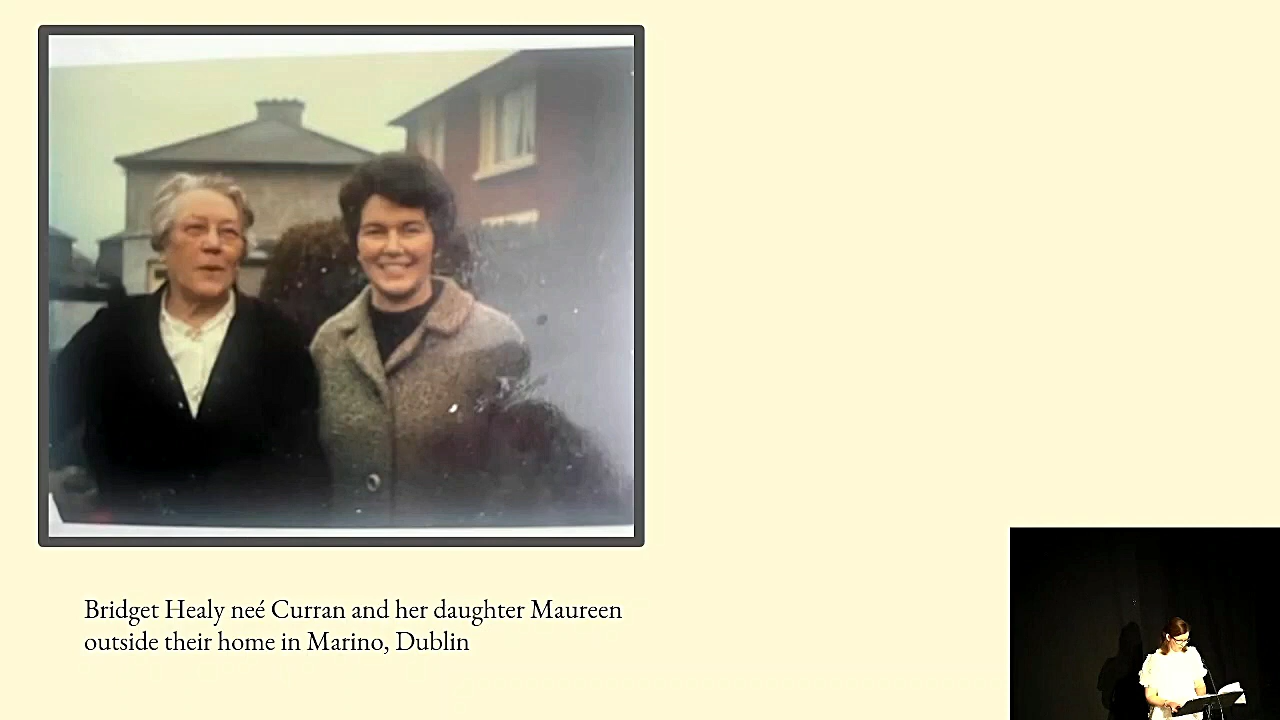 Bridget Healy neé Curran and her daughter Maureen
outside their home in Marino, Dublin